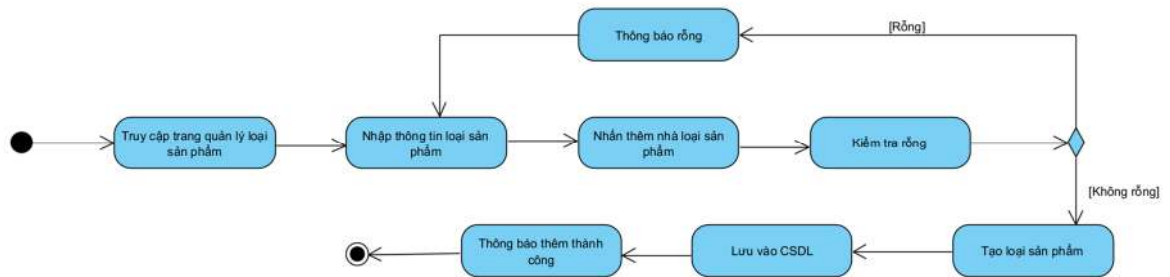 Thông báo rỗng
[Rỗng]
Truy cập trang quản lý loại
sản phẩm
Nhập thông tin loại sản
phẩm
Nhấn thêm nhà loại sản
phẩm
Kiểm tra rỗng
[Không rỗng]
Thông báo thêm thành
công
Lưu vào CSDL
Tạo loại sản phẩm